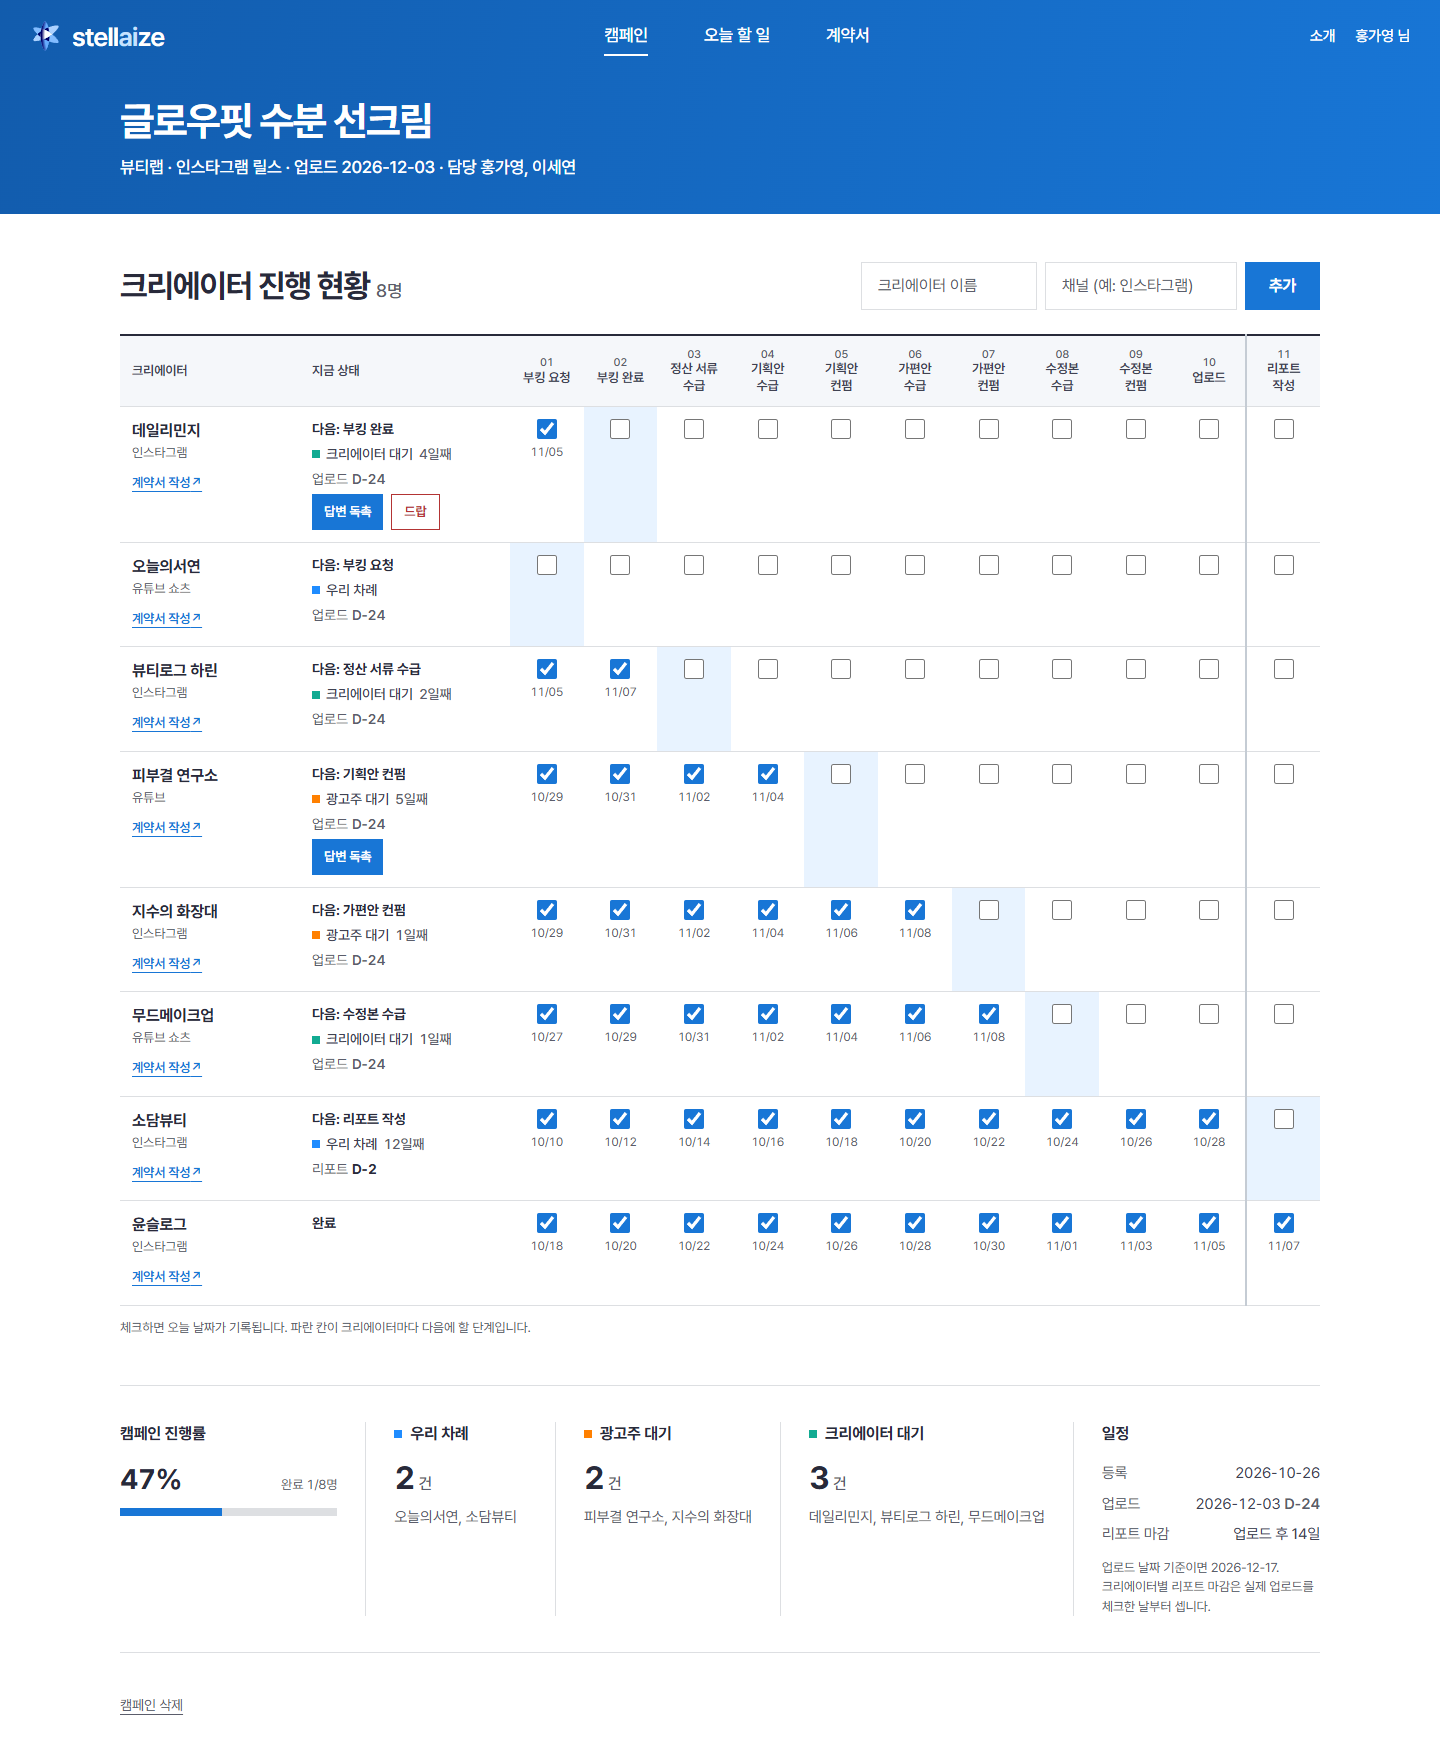 stellaize
캠페인 오늘 할 일 계약서
소개 홍가영 님
글로우핏 수분 선크림
뷰티랩 · 인스타그램 릴스 · 업로드 2026-12-03 · 담당 홍가영, 이세연
크리에이터 진행 현황 8명
크리에이터 이름 채널 (예: 인스타그램) 추가
크리에이터 지금 상태
01 부킹 요청
02 부킹 완료
03 정산 서류 수급
04 기획안 수급
05 기획안 컨펌
06 가편안 수급
07 가편안 컨펌
08 수정본 수급
09 수정본 컨펌
10 업로드
11 리포트 작성
데일리민지
인스타그램
계약서 작성↗
다음: 부킹 완료
크리에이터 대기 4일째
업로드 D-24
답변 독촉 드랍
11/05
오늘의서연
유튜브 쇼츠
계약서 작성↗
다음: 부킹 요청
우리 차례
업로드 D-24
뷰티로그 하린
인스타그램
계약서 작성↗
다음: 정산 서류 수급
크리에이터 대기 2일째
업로드 D-24
11/05 11/07
피부결 연구소
유튜브
계약서 작성↗
다음: 기획안 컨펌
광고주 대기 5일째
업로드 D-24
답변 독촉
10/29 10/31 11/02 11/04
지수의 화장대
인스타그램
계약서 작성↗
다음: 가편안 컨펌
광고주 대기 1일째
업로드 D-24
10/29 10/31 11/02 11/04 11/06 11/08
무드메이크업
유튜브 쇼츠
계약서 작성↗
다음: 수정본 수급
크리에이터 대기 1일째
업로드 D-24
10/27 10/29 10/31 11/02 11/04 11/06 11/08
소담뷰티
인스타그램
계약서 작성↗
다음: 리포트 작성
우리 차례 12일째
리포트 D-2
10/10 10/12 10/14 10/16 10/18 10/20 10/22 10/24 10/26 10/28
윤슬로그
인스타그램
계약서 작성↗
완료
10/18 10/20 10/22 10/24 10/26 10/28 10/30 11/01 11/03 11/05 11/07
체크하면 오늘 날짜가 기록됩니다. 파란 칸이 크리에이터마다 다음에 할 단계입니다.
캠페인 진행률
47% 완료 1/8명
우리 차례
2 건
오늘의서연, 소담뷰티
광고주 대기
2 건
피부결 연구소, 지수의 화장대
크리에이터 대기
3 건
데일리민지, 뷰티로그 하린, 무드메이크업
일정
등록 2026-10-26
업로드 2026-12-03 D-24
리포트 마감 업로드 후 14일
업로드 날짜 기준이면 2026-12-17.
크리에이터별 리포트 마감은 실제 업로드를
체크한 날부터 셉니다.
캠페인 삭제